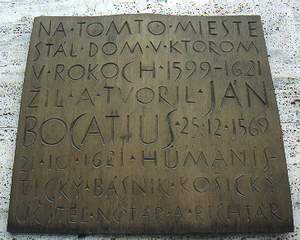 NA·TOMTO·MIESTE
STÁL·DOM·V·KTOROM
V·ROKOCH·1599-1621
ŽIL·A·TVORIL·JÁN
BOCATIUS·25·12·1569
21·10·1621·HUMANIS-
TICKÝ·BÁSNIK·KOŠICKÝ
UČITEĽ·NOTÁR·A·RICHTÁR